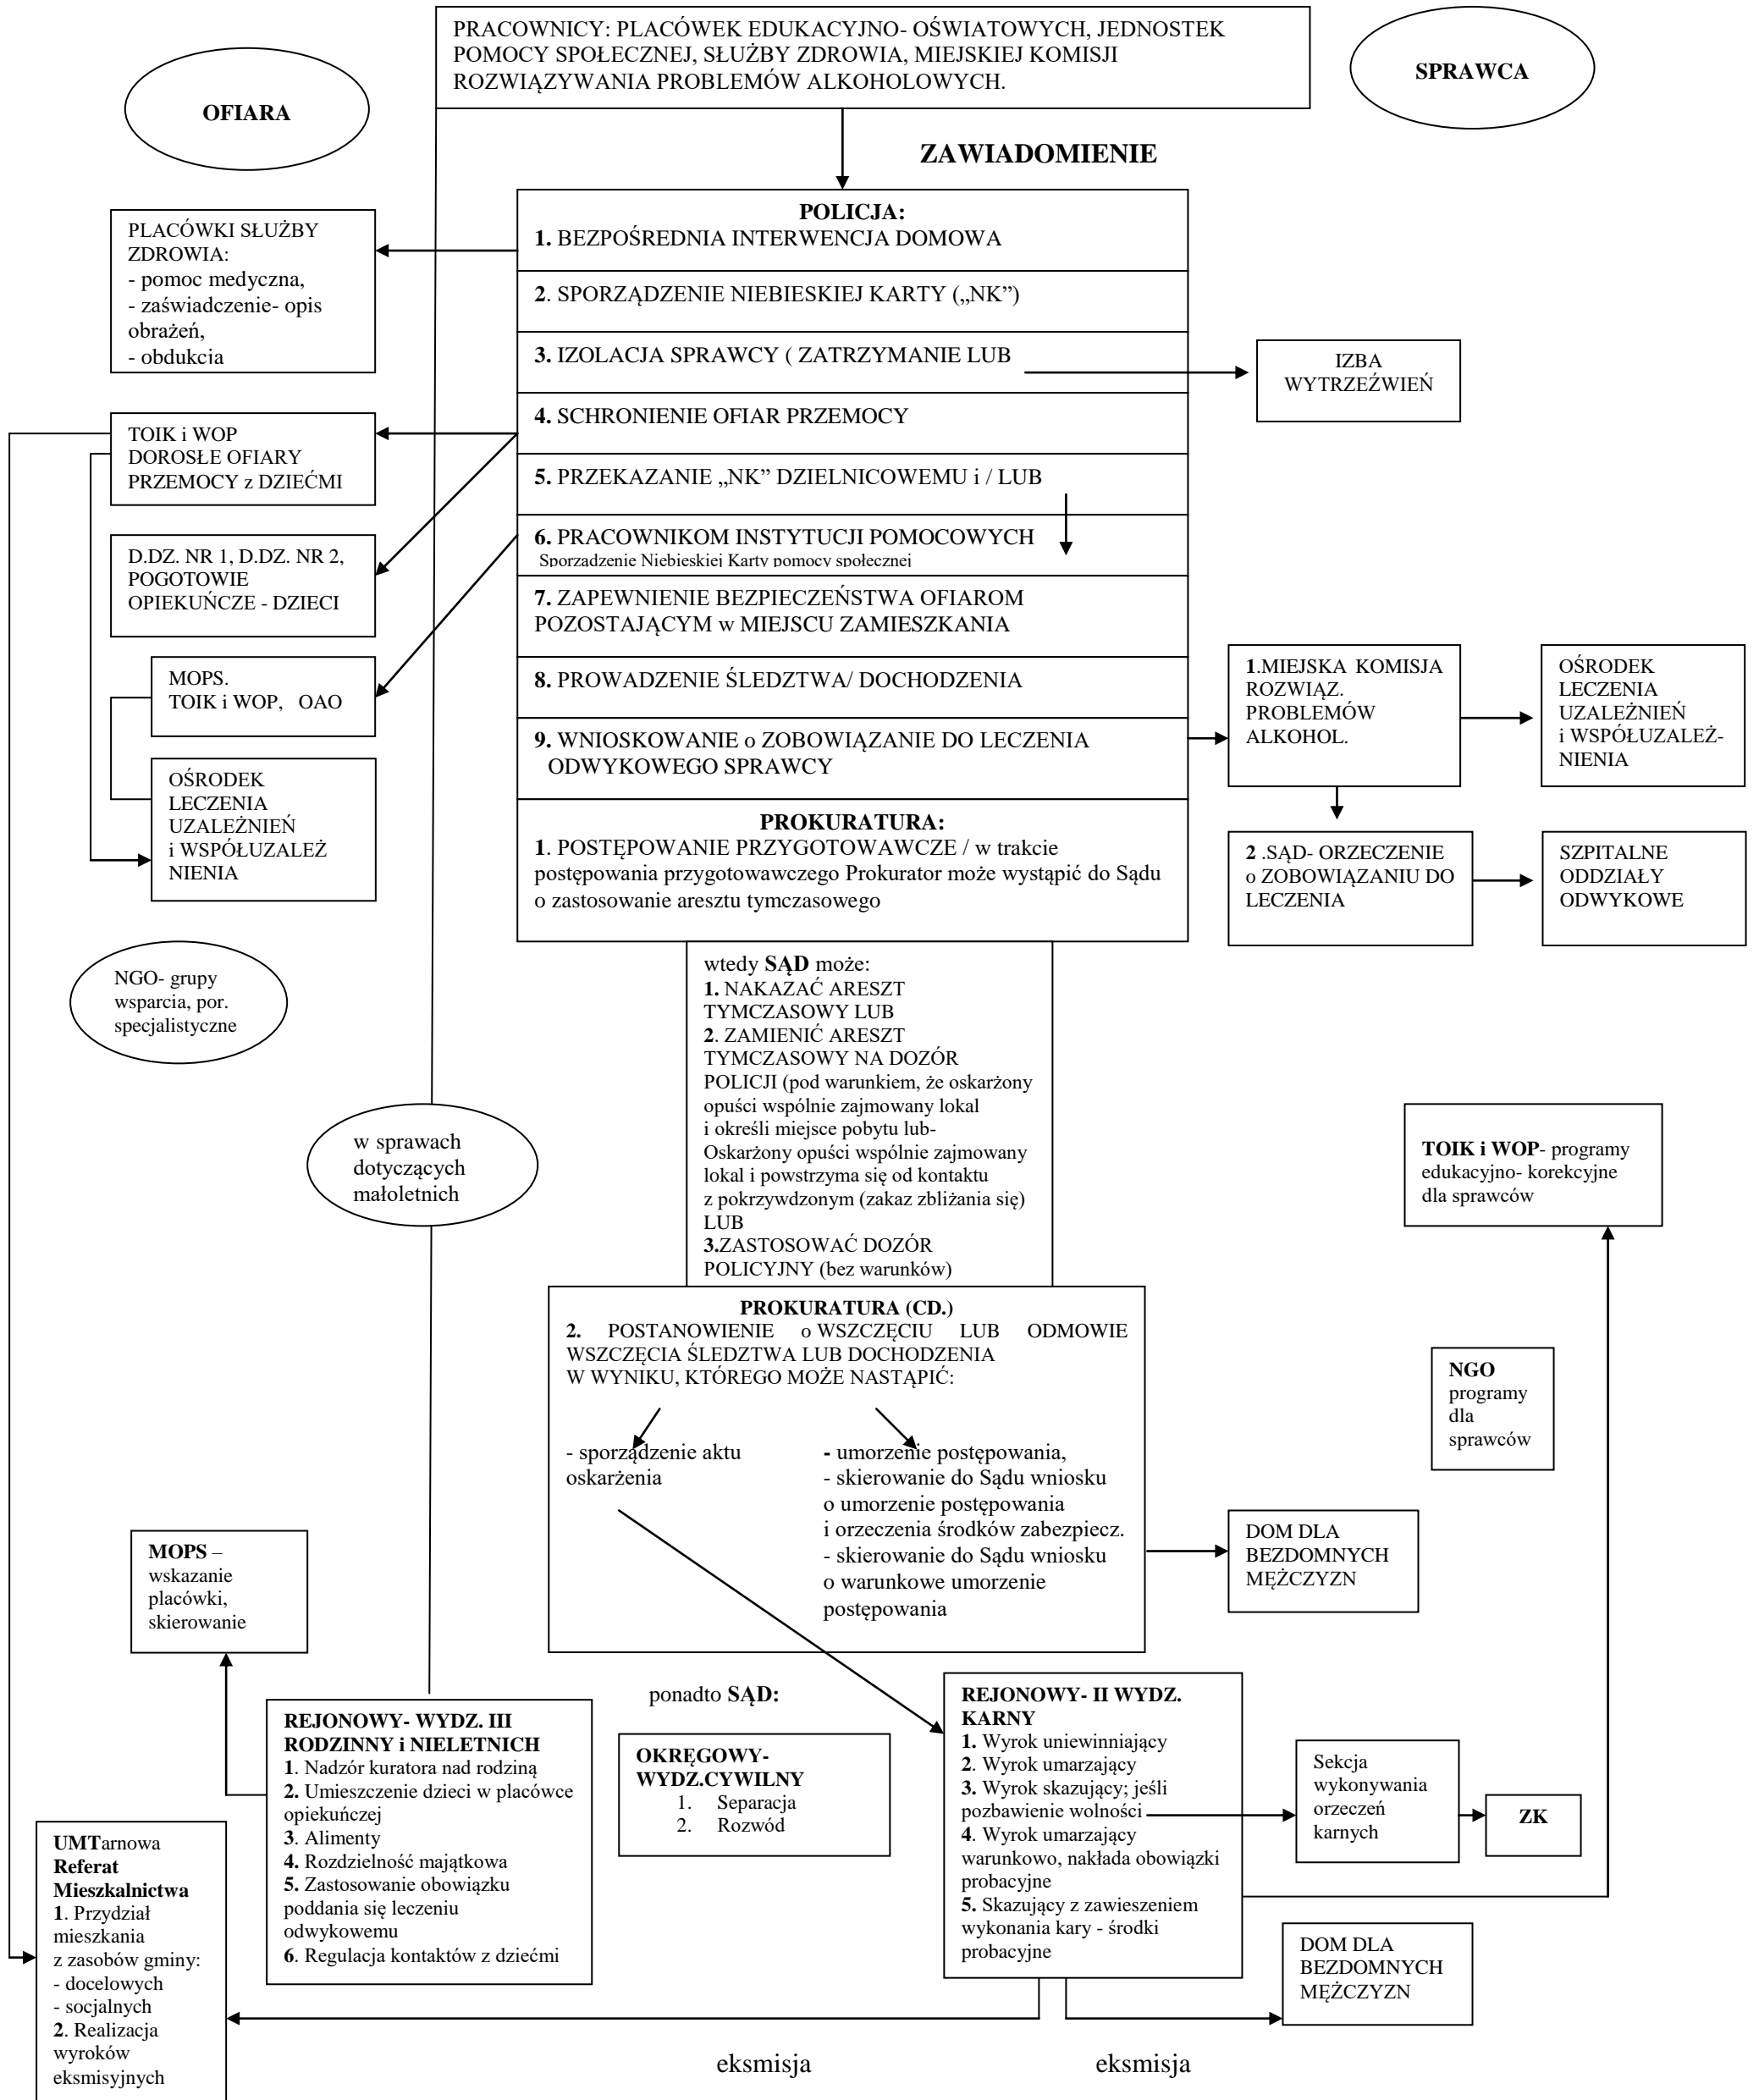 PRACOWNICY: PLACÓWEK EDUKACYJNO- OŚWIATOWYCH, JEDNOSTEK
POMOCY SPOŁECZNEJ, SŁUŻBY ZDROWIA, MIEJSKIEJ KOMISJI
ROZWIĄZYWANIA PROBLEMÓW ALKOHOLOWYCH.
OFIARA
SPRAWCA
ZAWIADOMIENIE
POLICJA:
1. BEZPOŚREDNIA INTERWENCJA DOMOWA
2. SPORZĄDZENIE NIEBIESKIEJ KARTY („NK”)
3. IZOLACJA SPRAWCY ( ZATRZYMANIE LUB
4. SCHRONIENIE OFIAR PRZEMOCY
5. PRZEKAZANIE „NK” DZIELNICOWEMU i / LUB
6. PRACOWNIKOM INSTYTUCJI POMOCOWYCH
Sporządzenie Niebieskiej Karty pomocy społecznej
7. ZAPEWNIENIE BEZPIECZEŃSTWA OFIAROM
POZOSTAJĄCYM w MIEJSCU ZAMIESZKANIA
8. PROWADZENIE ŚLEDZTWA/ DOCHODZENIA
9. WNIOSKOWANIE o ZOBOWIĄZANIE DO LECZENIA
ODWYKOWEGO SPRAWCY
PROKURATURA:
1. POSTĘPOWANIE PRZYGOTOWAWCZE / w trakcie
postępowania przygotowawczego Prokurator może wystąpić do Sądu
o zastosowanie aresztu tymczasowego
PLACÓWKI SŁUŻBY
ZDROWIA:
- pomoc medyczna,
- zaświadczenie- opis
obrażeń,
- obdukcja
TOIK i WOP
DOROSŁE OFIARY
PRZEMOCY z DZIEĆMI
D.DZ. NR 1, D.DZ. NR 2,
POGOTOWIE
OPIEKUŃCZE - DZIECI
MOPS.
TOIK i WOP, OAO
OŚRODEK
LECZENIA
UZALEŻNIEŃ
i WSPÓŁUZALEŻ
NIENIA
NGO- grupy
wsparcia, por.
specjalistyczne
IZBA
WYTRZEŹWIEŃ
1.MIEJSKA KOMISJA
ROZWIĄZ.
PROBLEMÓW
ALKOHOL.
OŚRODEK
LECZENIA
UZALEŻNIEŃ
i WSPÓŁUZALEŻ-
NIENIA
2 .SĄD- ORZECZENIE
o ZOBOWIĄZANIU DO
LECZENIA
SZPITALNE
ODDZIAŁY
ODWYKOWE
wtedy SĄD może:
1. NAKAZAĆ ARESZT
TYMCZASOWY LUB
2. ZAMIENIĆ ARESZT
TYMCZASOWY NA DOZÓR
POLICJI (pod warunkiem, że oskarżony
opuści wspólnie zajmowany lokal
i określi miejsce pobytu lub-
Oskarżony opuści wspólnie zajmowany
lokal i powstrzyma się od kontaktu
z pokrzywdzonym (zakaz zbliżania się)
LUB
3.ZASTOSOWAĆ DOZÓR
POLICYJNY (bez warunków)
w sprawach
dotyczących
małoletnich
TOIK i WOP- programy
edukacyjno- korekcyjne
dla sprawców
NGO
programy
dla
sprawców
PROKURATURA (CD.)
2. POSTANOWIENIE o WSZCZĘCIU LUB ODMOWIE
WSZCZĘCIA ŚLEDZTWA LUB DOCHODZENIA
W WYNIKU, KTÓREGO MOŻE NASTĄPIĆ:
- sporządzenie aktu
oskarżenia
- umorzenie postępowania,
- skierowanie do Sądu wniosku
o umorzenie postępowania
i orzeczenia środków zabezpiecz.
- skierowanie do Sądu wniosku
o warunkowe umorzenie
postępowania
DOM DLA
BEZDOMNYCH
MĘŻCZYZN
MOPS –
wskazanie
placówki,
skierowanie
ponadto SĄD:
REJONOWY- WYDZ. III
RODZINNY i NIELETNICH
1. Nadzór kuratora nad rodziną
2. Umieszczenie dzieci w placówce
opiekuńczej
3. Alimenty
4. Rozdzielność majątkowa
5. Zastosowanie obowiązku
poddania się leczeniu
odwykowemu
6. Regulacja kontaktów z dziećmi
OKRĘGOWY-
WYDZ.CYWILNY
1. Separacja
2. Rozwód
REJONOWY- II WYDZ.
KARNY
1. Wyrok uniewinniający
2. Wyrok umarzający
3. Wyrok skazujący; jeśli
pozbawienie wolności
4. Wyrok umarzający
warunkowo, nakłada obowiązki
probacyjne
5. Skazujący z zawieszeniem
wykonania kary - środki
probacyjne
Sekcja
wykonywania
orzeczeń
karnych
ZK
UMTarnowa
Referat
Mieszkalnictwa
1. Przydział
mieszkania
z zasobów gminy:
- docelowych
- socjalnych
2. Realizacja
wyroków
eksmisyjnych
DOM DLA
BEZDOMNYCH
MĘŻCZYZN
eksmisja
eksmisja